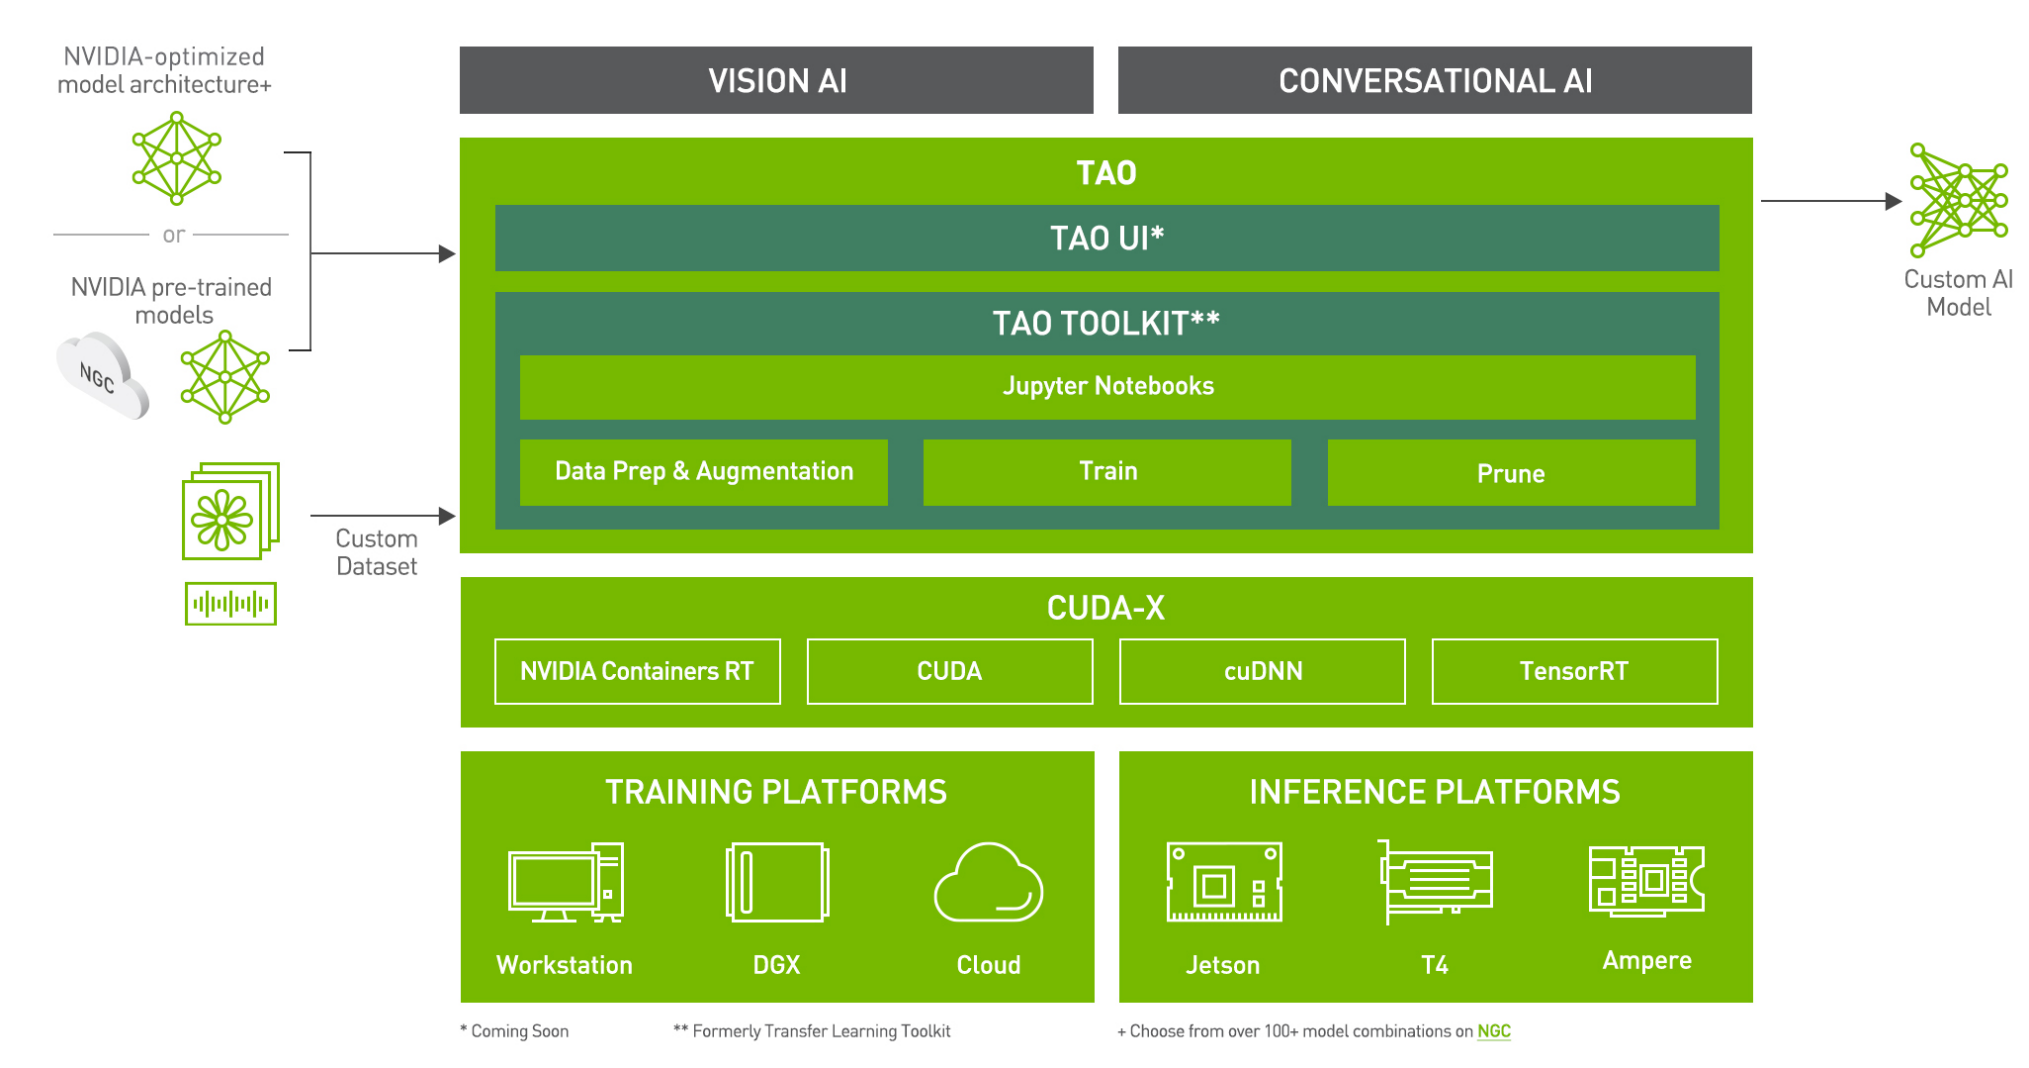 NVIDIA-optimized
model architecture+
or
NVIDIA pre-trained
models
NGC
Custom
Dataset
VISION AI
CONVERSATIONAL AI
TAO
TAO UI*
TAO TOOLKIT**
Jupyter Notebooks
Data Prep & Augmentation
Train
Prune
Custom AI
Model
CUDA-X
NVIDIA Containers RT
CUDA
cuDNN
TensorRT
TRAINING PLATFORMS
Workstation
DGX
Cloud
INFERENCE PLATFORMS
Jetson
T4
Ampere
* Coming Soon
** Formerly Transfer Learning Toolkit
+ Choose from over 100+ model combinations on NGC